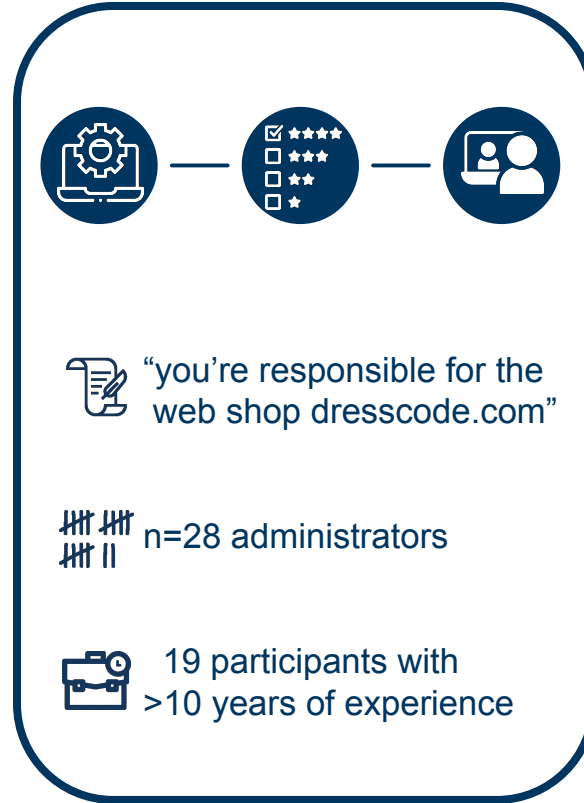 “you’re responsible for the
web shop dresscode.com”
n=28 administrators
19 participants with
>10 years of experience